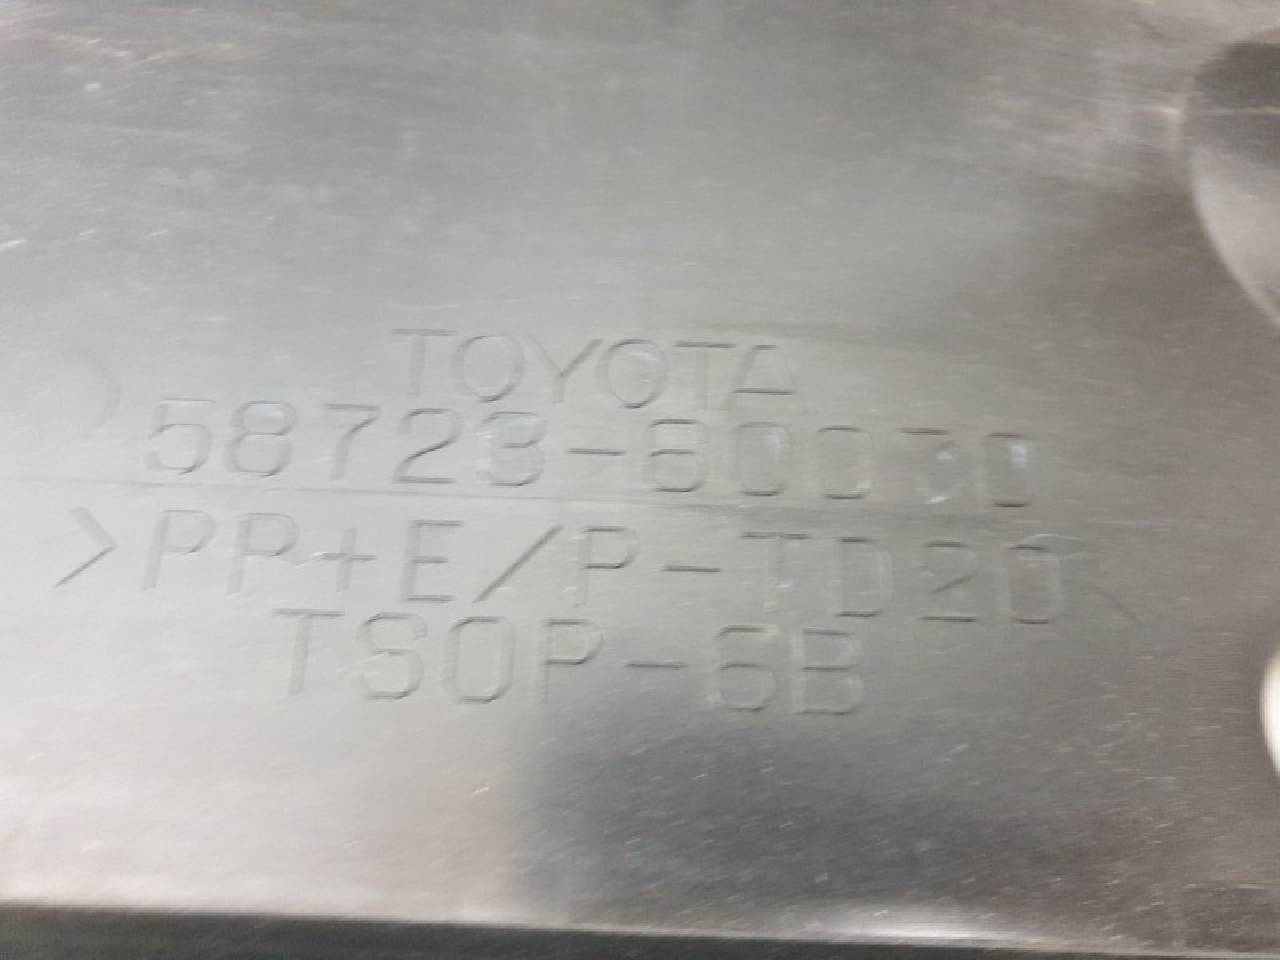 TOYOTA
58723-60030
>PP+E/P-TD20<
TSOP-6B